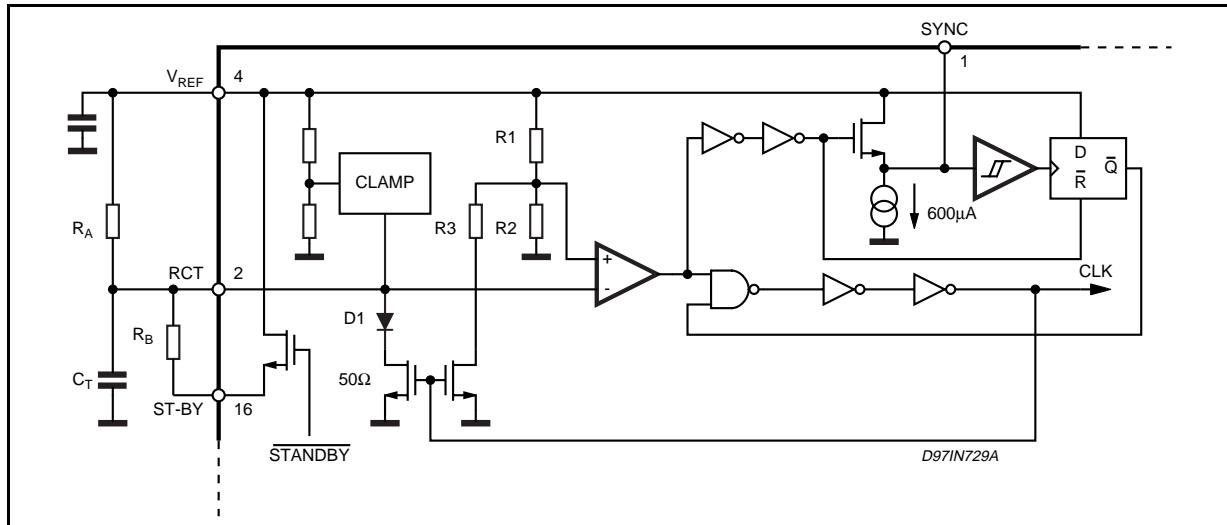 SYNC
1
VREF
4
R1
CLAMP
D
R̅
Q̅
R3
R2
600µA
RA
RCT
2
+
-
CLK
D1
RB
50Ω
CT
ST-BY
16
S̅T̅A̅N̅D̅B̅Y̅
D97IN729A